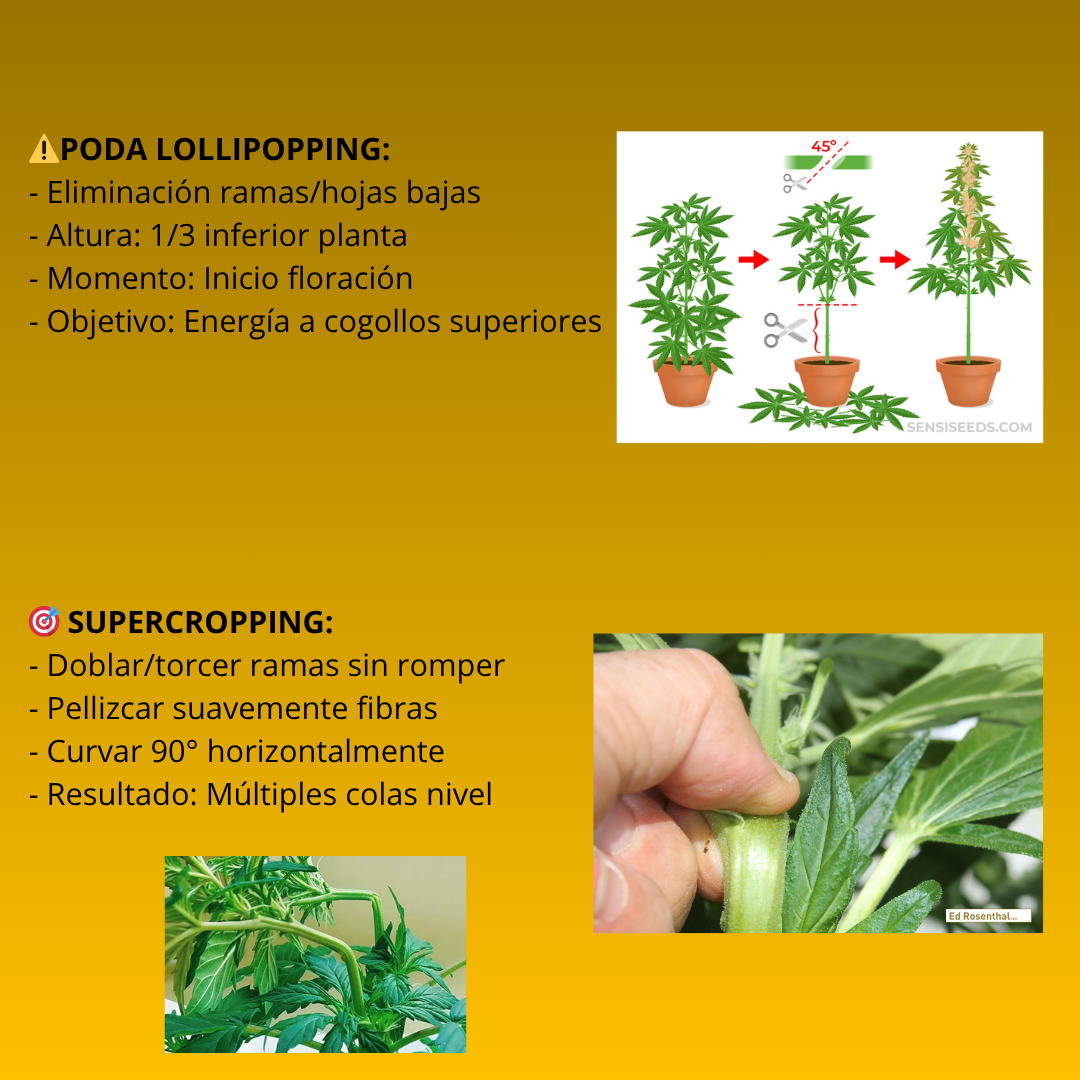 ⚠️PODA LOLLIPOPPING:
- Eliminación ramas/hojas bajas
- Altura: 1/3 inferior planta
- Momento: Inicio floración
- Objetivo: Energía a cogollos superiores
45°
SENSISEEDS.COM
🎯 SUPERCROPPING:
- Doblar/torcer ramas sin romper
- Pellizcar suavemente fibras
- Curvar 90° horizontalmente
- Resultado: Múltiples colas nivel
Ed Rosenthal